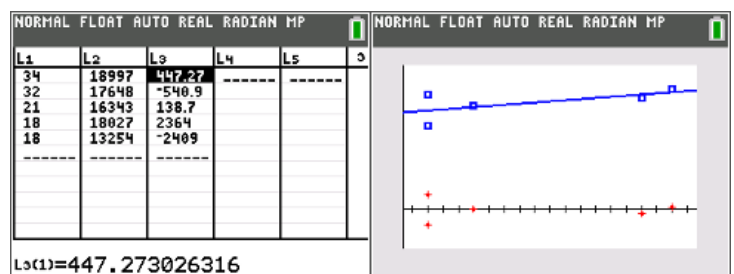 NORMAL FLOAT AUTO REAL RADIAN MP
L1 L2 L3 L4 L5
34 18997 447.27 ------ ------
32 17648 -540.9
21 16343 138.7
18 18027 2364
18 13254 -2409
------ ------ ------
L3(1)=447.273026316
NORMAL FLOAT AUTO REAL RADIAN MP